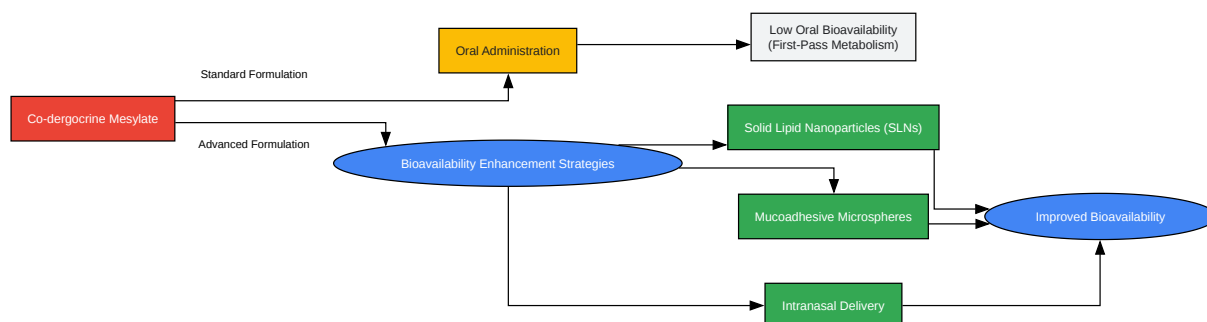 Low Oral Bioavailability
(First-Pass Metabolism)
Oral Administration
Standard Formulation
Co-dergocrine Mesylate
Advanced Formulation
Solid Lipid Nanoparticles (SLNs)
Bioavailability Enhancement Strategies
Mucoadhesive Microspheres
Improved Bioavailability
Intranasal Delivery